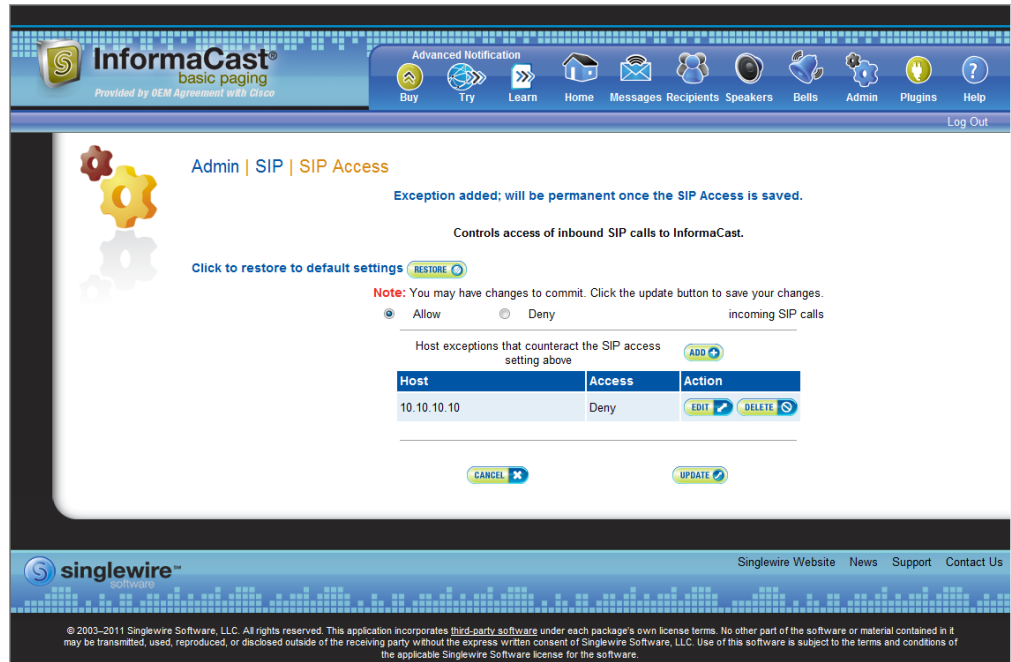 InformaCast®
basic paging
Provided by OEM Agreement with Cisco
Advanced Notification
Buy Try Learn Home Messages Recipients Speakers Bells Admin Plugins Help
Log Out
Admin | SIP | SIP Access
Exception added; will be permanent once the SIP Access is saved.
Controls access of inbound SIP calls to InformaCast.
Click to restore to default settings RESTORE
Note: You may have changes to commit. Click the update button to save your changes.
Allow Deny incoming SIP calls
Host exceptions that counteract the SIP access
setting above
ADD
Host Access Action
10.10.10.10 Deny EDIT DELETE
CANCEL UPDATE
Singlewire Website News Support Contact Us
singlewire™
software
© 2003–2011 Singlewire Software, LLC. All rights reserved. This application incorporates third-party software under each package's own license terms. No other part of the software or material contained in it
may be transmitted, used, reproduced, or disclosed outside of the receiving party without the express written consent of Singlewire Software, LLC. Use of this software is subject to the terms and conditions of
the applicable Singlewire Software license for the software.